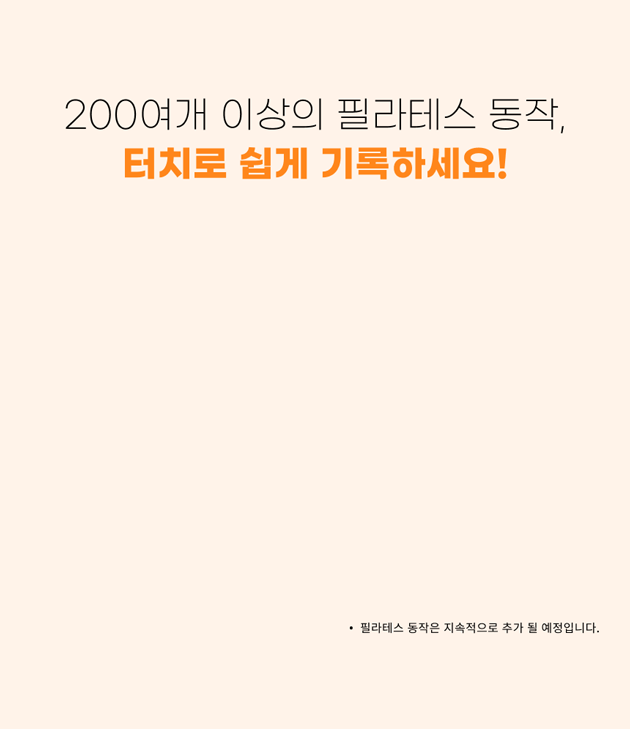 200여개 이상의 필라테스 동작,
터치로 쉽게 기록하세요!
• 필라테스 동작은 지속적으로 추가 될 예정입니다.